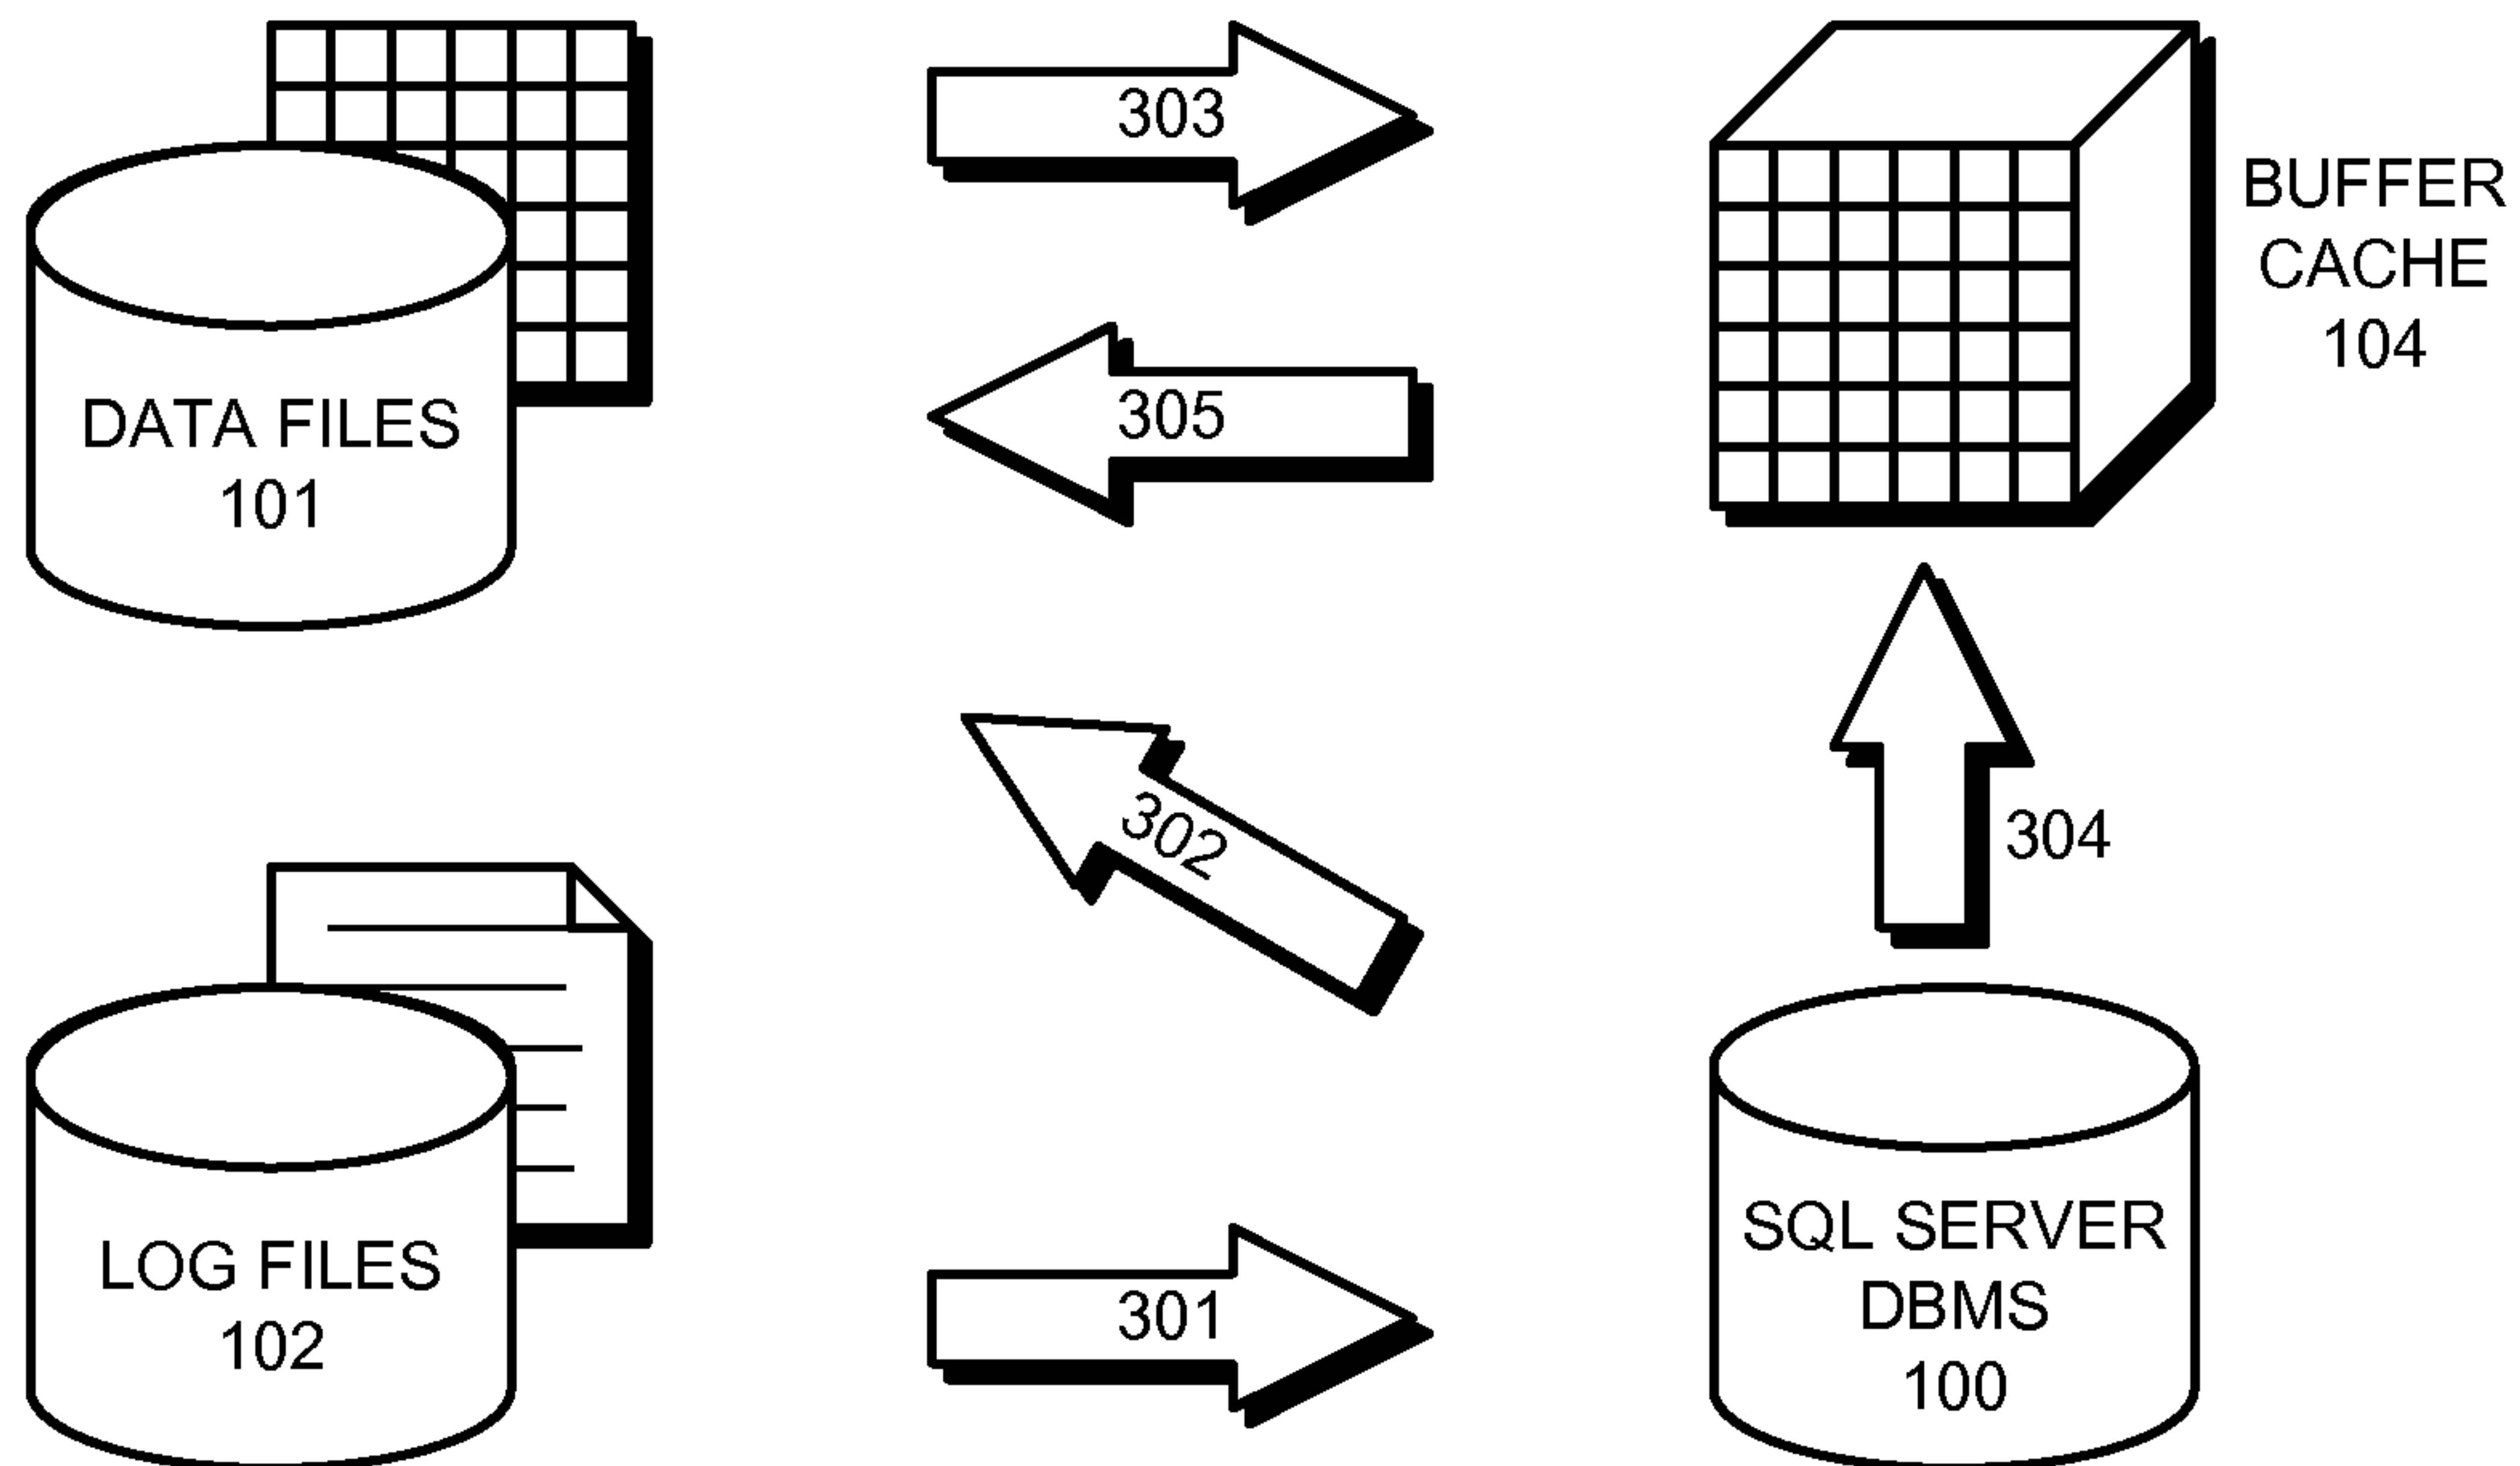 303
BUFFER
CACHE
104
305
DATA FILES
101
302
304
LOG FILES
102
301
SQL SERVER
DBMS
100